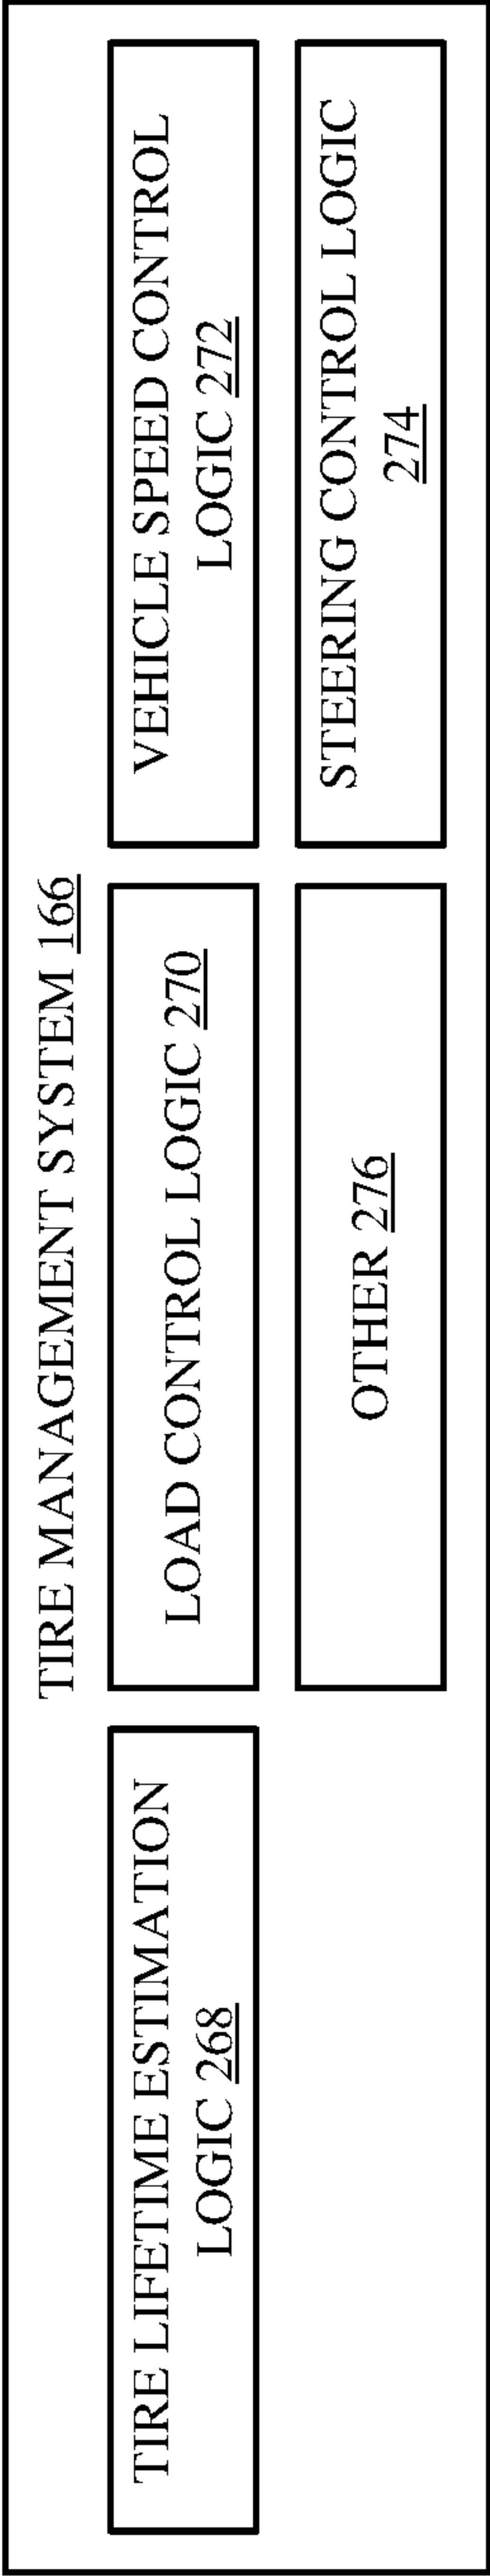 TIRE MANAGEMENT SYSTEM 166
TIRE LIFETIME ESTIMATION
LOGIC 268
LOAD CONTROL LOGIC 270
VEHICLE SPEED CONTROL
LOGIC 272
OTHER 276
STEERING CONTROL LOGIC
274